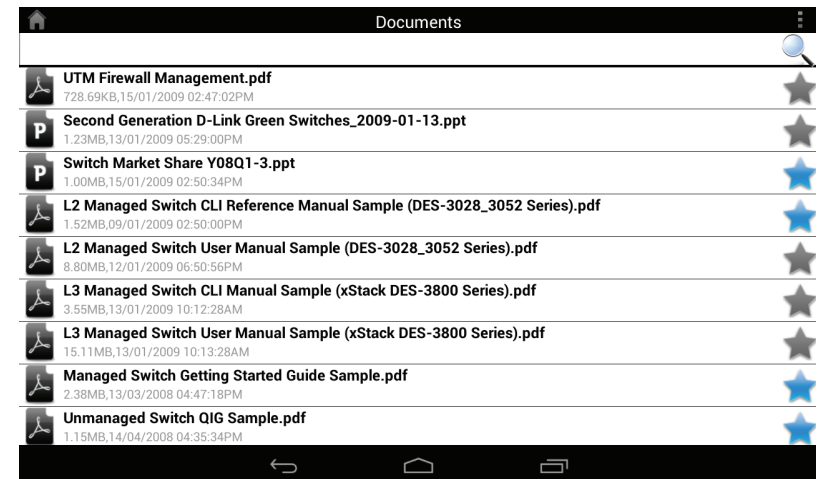 Documents
UTM Firewall Management.pdf
728.69KB,15/01/2009 02:47:02PM
P
Second Generation D-Link Green Switches_2009-01-13.ppt
1.23MB,13/01/2009 05:29:00PM
P
Switch Market Share Y08Q1-3.ppt
1.00MB,15/01/2009 02:50:34PM
L2 Managed Switch CLI Reference Manual Sample (DES-3028_3052 Series).pdf
1.52MB,09/01/2009 02:50:00PM
L2 Managed Switch User Manual Sample (DES-3028_3052 Series).pdf
8.80MB,12/01/2009 06:50:56PM
L3 Managed Switch CLI Manual Sample (xStack DES-3800 Series).pdf
3.55MB,13/01/2009 10:12:28AM
L3 Managed Switch User Manual Sample (xStack DES-3800 Series).pdf
15.11MB,13/01/2009 10:13:28AM
Managed Switch Getting Started Guide Sample.pdf
2.38MB,13/03/2008 04:47:18PM
Unmanaged Switch QIG Sample.pdf
1.15MB,14/04/2008 04:35:34PM